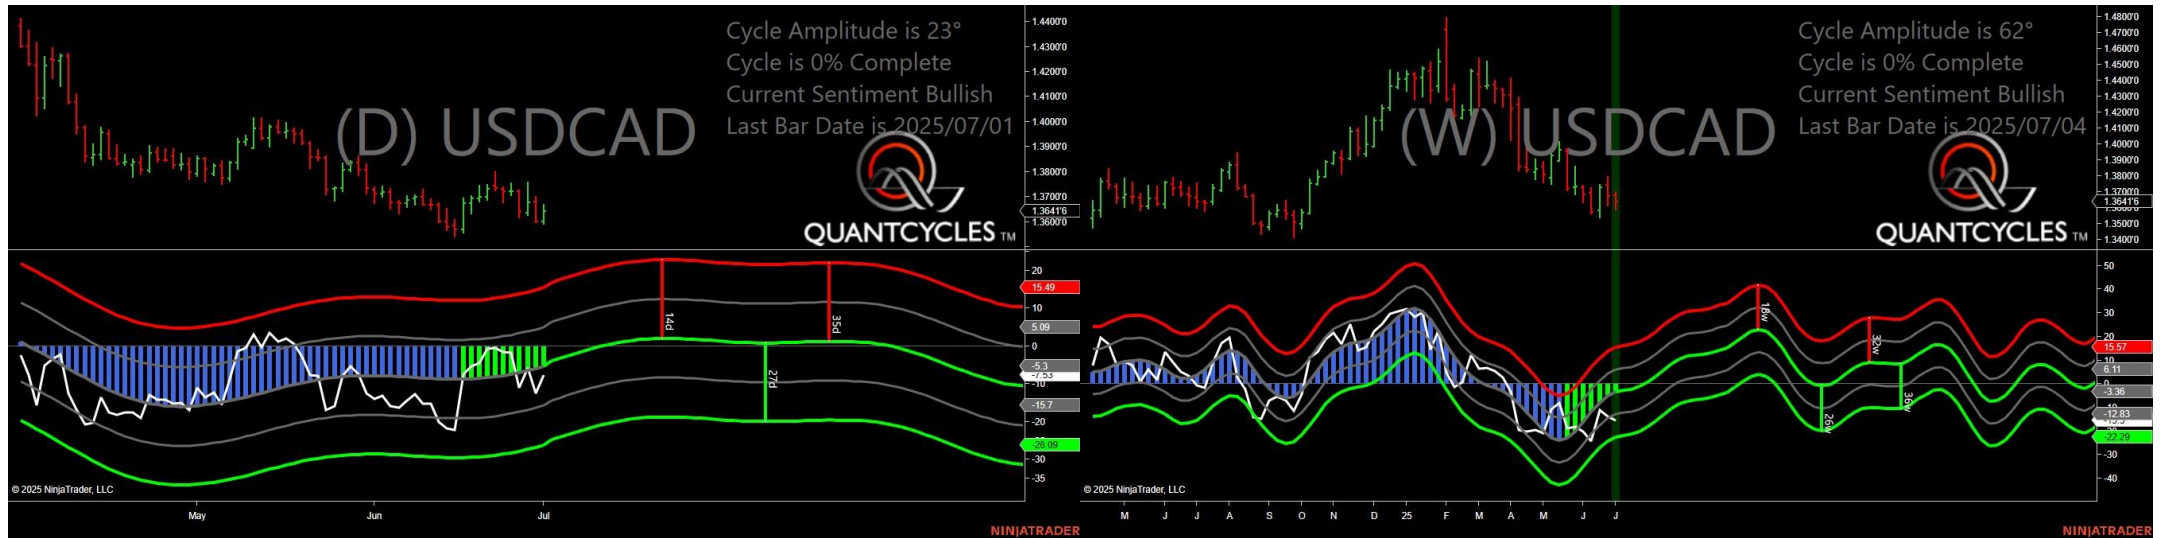 Cycle Amplitude is 23°
Cycle is 0% Complete
Current Sentiment Bullish
Last Bar Date is 2025/07/01
(D) USDCAD
QUANTCYCLES TM
1.4400'0
1.4300'0
1.4200'0
1.4100'0
1.4000'0
1.3900'0
1.3800'0
1.3700'0
1.3641'6
1.3600'0
20
15.49
10
5.09
0
-5.3
-7.53
-10
-15.7
-20
-26.09
-30
-35
14d
35d
27d
© 2025 NinjaTrader, LLC
May
Jun
Jul
NINJATRADER
Cycle Amplitude is 62°
Cycle is 0% Complete
Current Sentiment Bullish
Last Bar Date is 2025/07/04
(W) USDCAD
QUANTCYCLES TM
1.4800'0
1.4700'0
1.4600'0
1.4500'0
1.4400'0
1.4300'0
1.4200'0
1.4100'0
1.4000'0
1.3900'0
1.3800'0
1.3700'0
1.3641'6
1.3500'0
1.3400'0
50
40
30
20
15.57
10
6.11
0
-3.36
-12.83
-22.29
-30
-40
18w
32w
26w
36w
© 2025 NinjaTrader, LLC
M
J
J
A
S
O
N
D
25
F
M
A
M
J
J
NINJATRADER